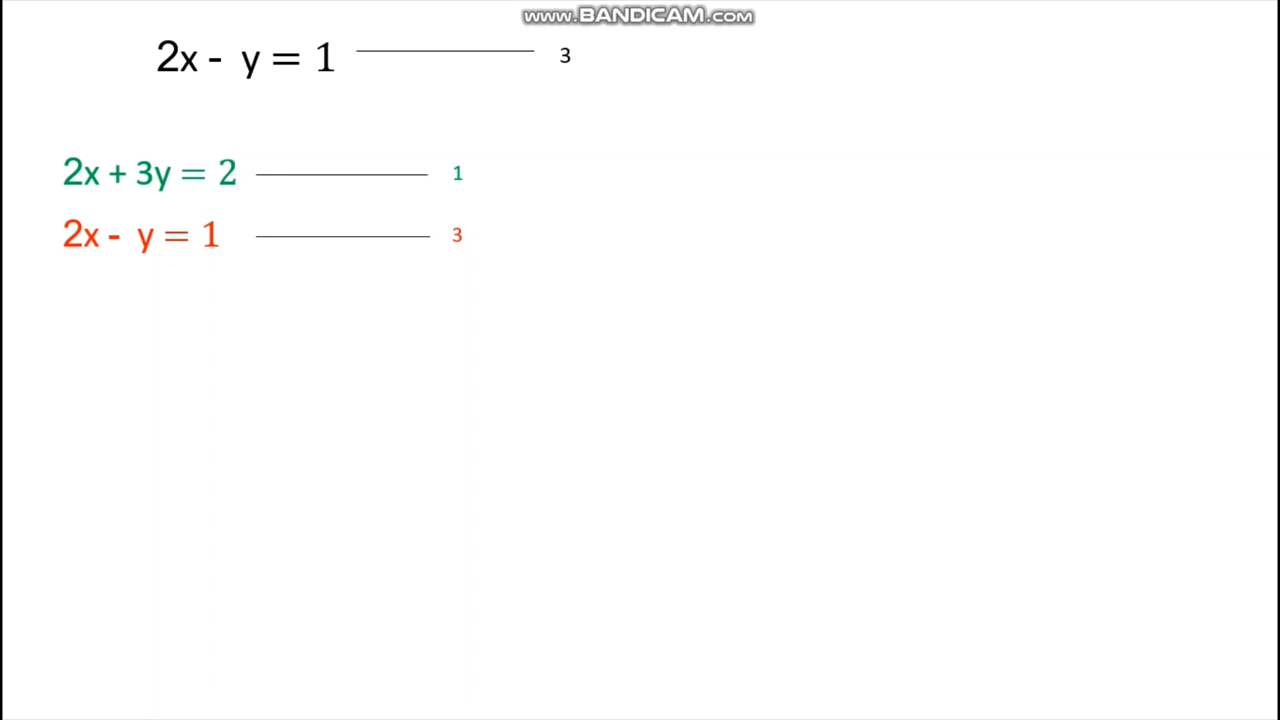 www.BANDICAM.com
2x - y = 1 3
2x + 3y = 2 1
2x - y = 1 3